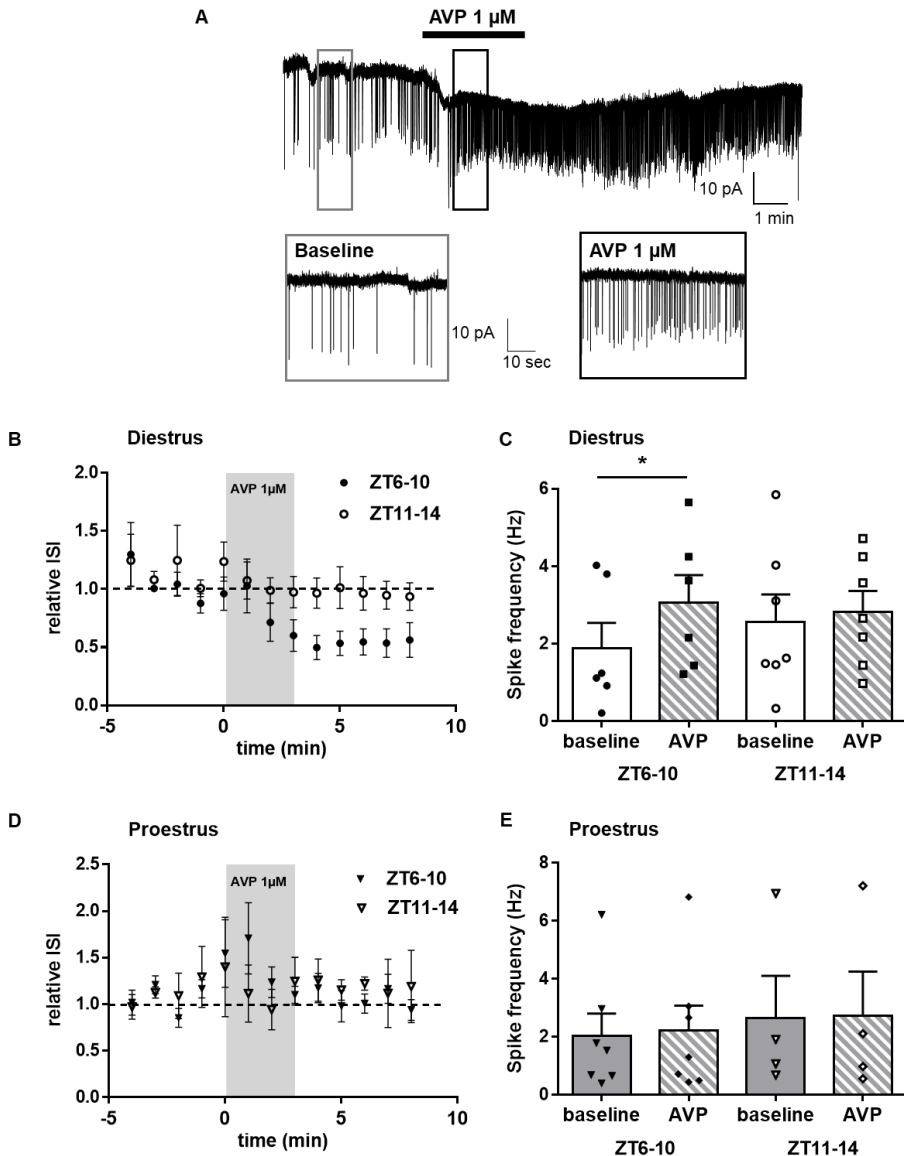 A
AVP 1 µM
10 pA
1 min
Baseline
AVP 1 µM
10 pA
10 sec
B
Diestrus
2.0
1.5
1.0
0.5
0.0
relative ISI
AVP 1µM
ZT6-10
ZT11-14
-5
0
5
10
time (min)
C
Diestrus
*
6
4
2
0
Spike frequency (Hz)
baseline
AVP
baseline
AVP
ZT6-10
ZT11-14
D
Proestrus
2.5
2.0
1.5
1.0
0.5
0.0
relative ISI
AVP 1µM
ZT6-10
ZT11-14
-5
0
5
10
time (min)
E
Proestrus
8
6
4
2
0
Spike frequency (Hz)
baseline
AVP
baseline
AVP
ZT6-10
ZT11-14